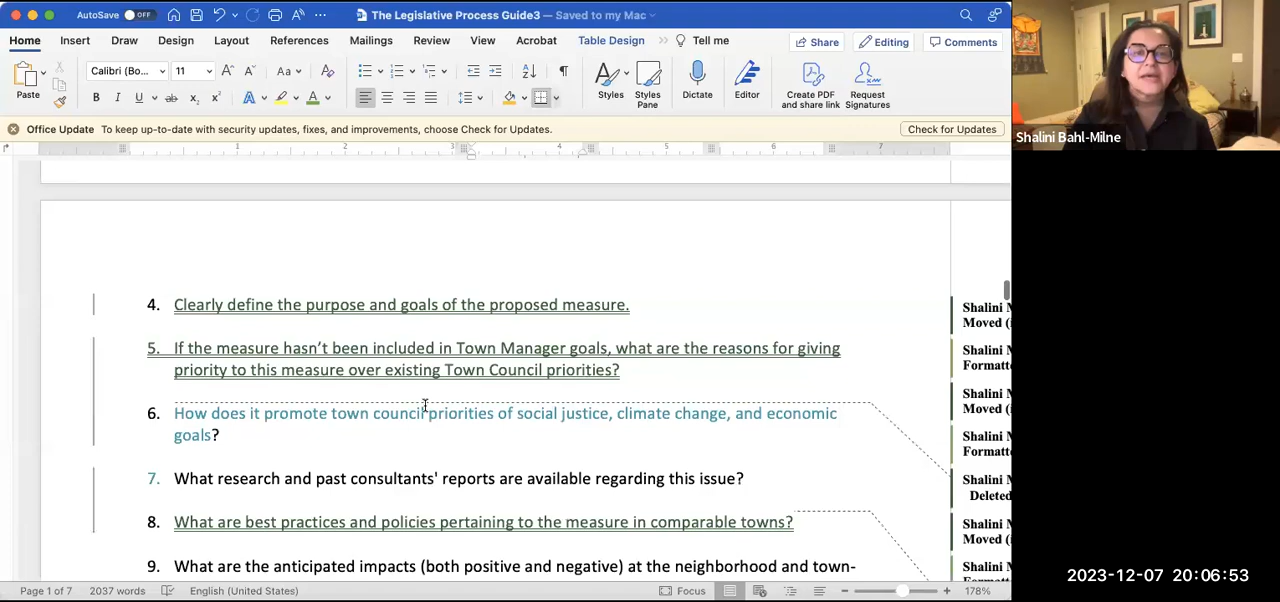 AutoSave OFF The Legislative Process Guide3 — Saved to my Mac
Home Insert Draw Design Layout References Mailings Review View Acrobat Table Design Tell me Share Editing Comments
Paste Calibri (Bo... 11 Aa Styles Styles Pane Dictate Editor Create PDF and share link Request Signatures
Office Update To keep up-to-date with security updates, fixes, and improvements, choose Check for Updates. Check for Updates
Shalini Bahl-Milne
1 2 3 4 5 6 7
4. Clearly define the purpose and goals of the proposed measure.
5. If the measure hasn't been included in Town Manager goals, what are the reasons for giving
priority to this measure over existing Town Council priorities?
6. How does it promote town council priorities of social justice, climate change, and economic
goals?
7. What research and past consultants' reports are available regarding this issue?
8. What are best practices and policies pertaining to the measure in comparable towns?
9. What are the anticipated impacts (both positive and negative) at the neighborhood and town-
Shalini
Moved
Shalini
Formatte
Shalini
Moved
Shalini
Formatte
Shalini
Deleted
Shalini
Moved
Shalini
Page 1 of 7 2037 words English (United States) Focus 178%
2023-12-07 20:06:53